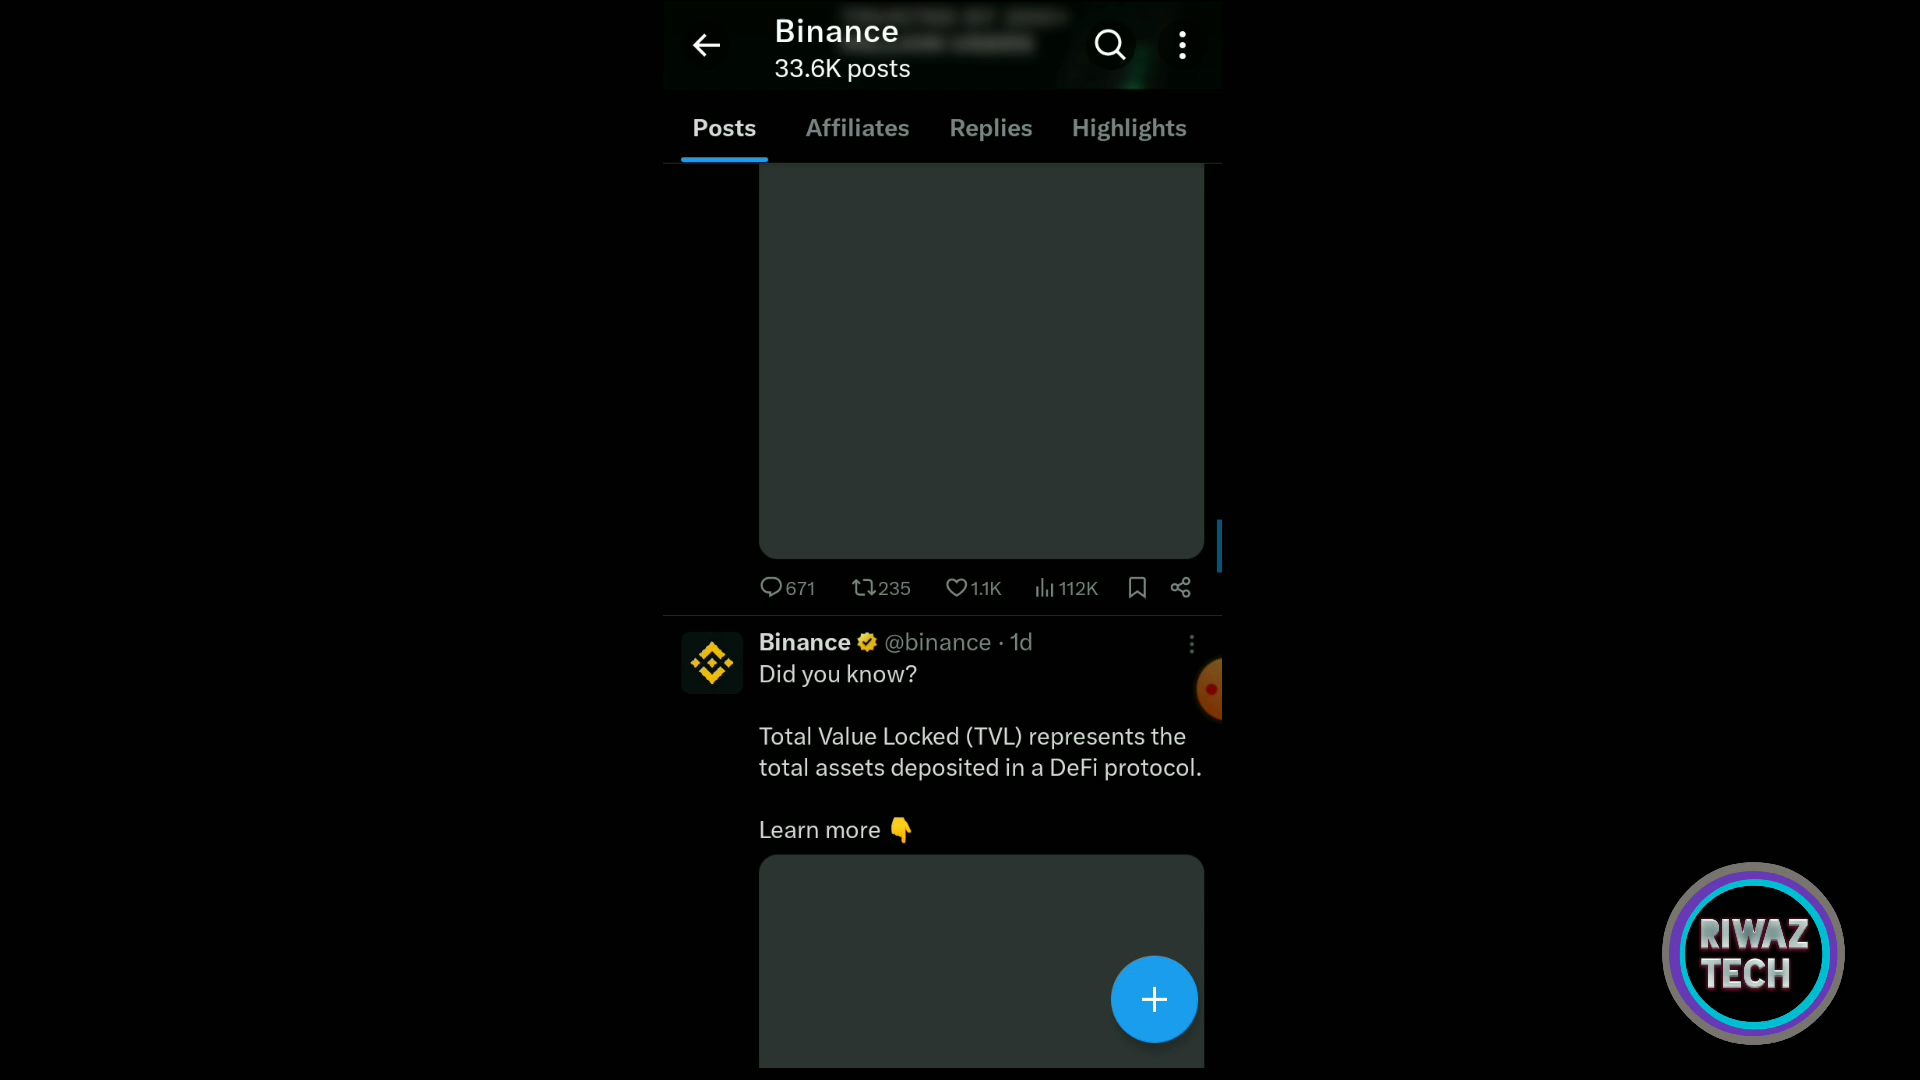 Binance
33.6K posts
Posts Affiliates Replies Highlights
671 235 1.1K 112K
Binance @binance · 1d
Did you know?
Total Value Locked (TVL) represents the
total assets deposited in a DeFi protocol.
Learn more 👇
RIWAZ
TECH